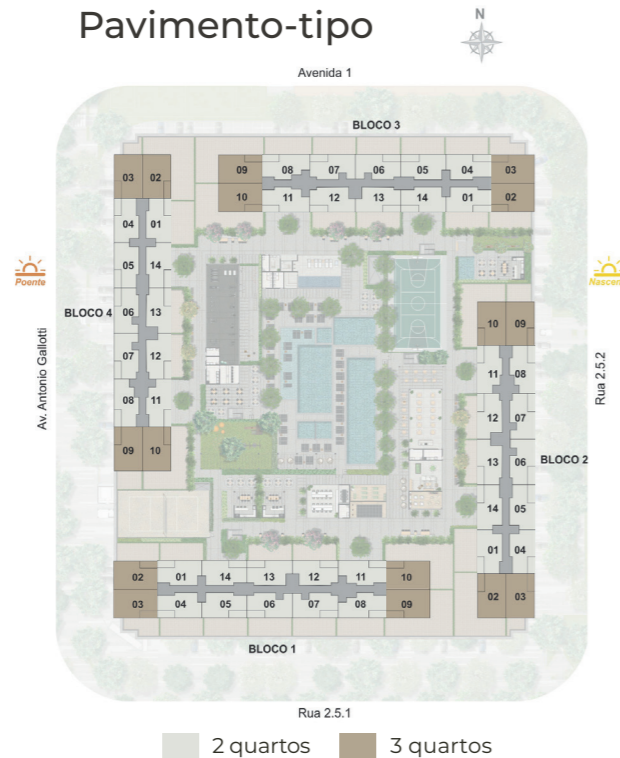 Pavimento-tipo
N
Avenida 1
BLOCO 3
09 08 07 06 05 04 03
10 11 12 13 14 01 02
03 02
04 01
05 14
BLOCO 4 06 13
07 12
08 11
09 10
Poente
Av. Antonio Gallotti
Nascen
Rua 2.5.2
10 09
11 08
12 07
13 06
BLOCO 2
14 05
01 04
02 03
02 01 14 13 12 11 10
03 04 05 06 07 08 09
BLOCO 1
Rua 2.5.1
2 quartos 3 quartos